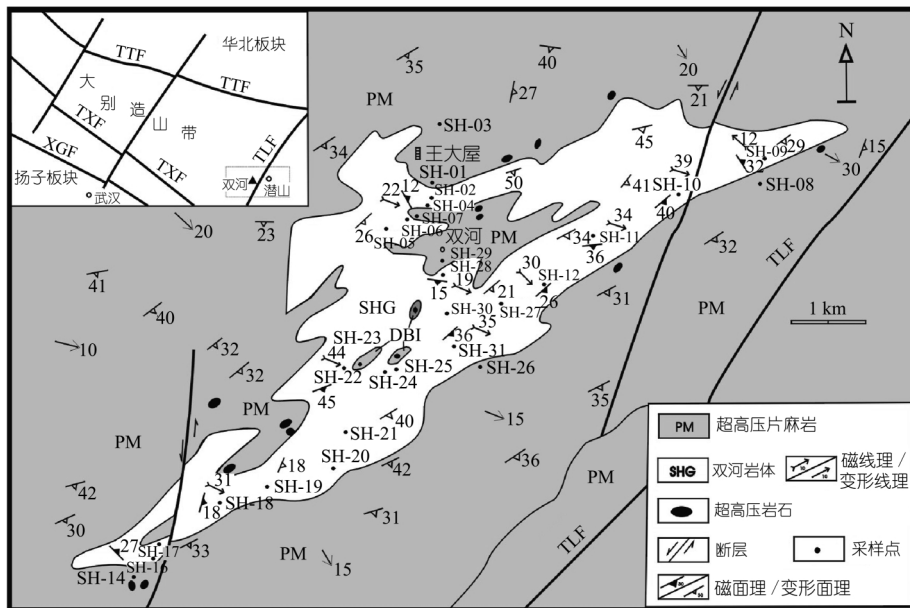 华北板块
TTF
TTF
大
别
造
山
带
TXF
TXF
XGF
TLF
扬子板块
武汉
双河
潜山
N
35
40
20
21
PM
27
SH-03
34
45
王大屋
SH-01
50
12
SH-09
29
15
32
30
SH-08
39
41
SH-10
40
22
12
SH-02
SH-04
SH-07
SH-06
SH-05
26
20
23
双河
PM
SH-29
SH-28
34
34
SH-11
36
32
TLF
41
40
15
19
30
SH-12
26
21
SH-27
31
PM
1 km
SHG
SH-30
35
DBI
36
SH-31
10
32
32
SH-23
44
SH-22
SH-25
SH-24
SH-26
45
PM
PM
40
15
35
SH-21
SH-20
42
36
18
SH-19
31
SH-18
18
31
42
30
PM
27
SH-17
SH-16
33
SH-14
PM
15
PM
TLF
PM 超高压片麻岩
SHG 双河岩体
磁线理/
变形线理
超高压岩石
断层
采样点
磁面理/变形面理